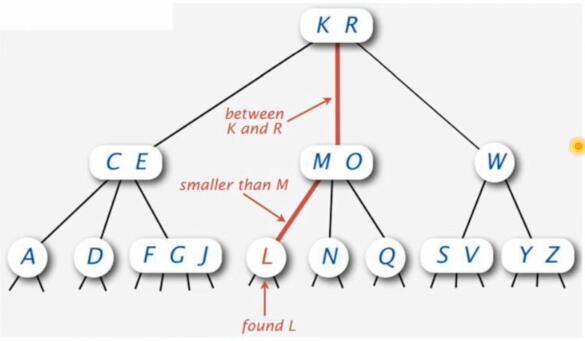 K R
between
K and R
C E
M O
W
smaller than M
A
D
F G J
L
N
Q
S V
Y Z
found L